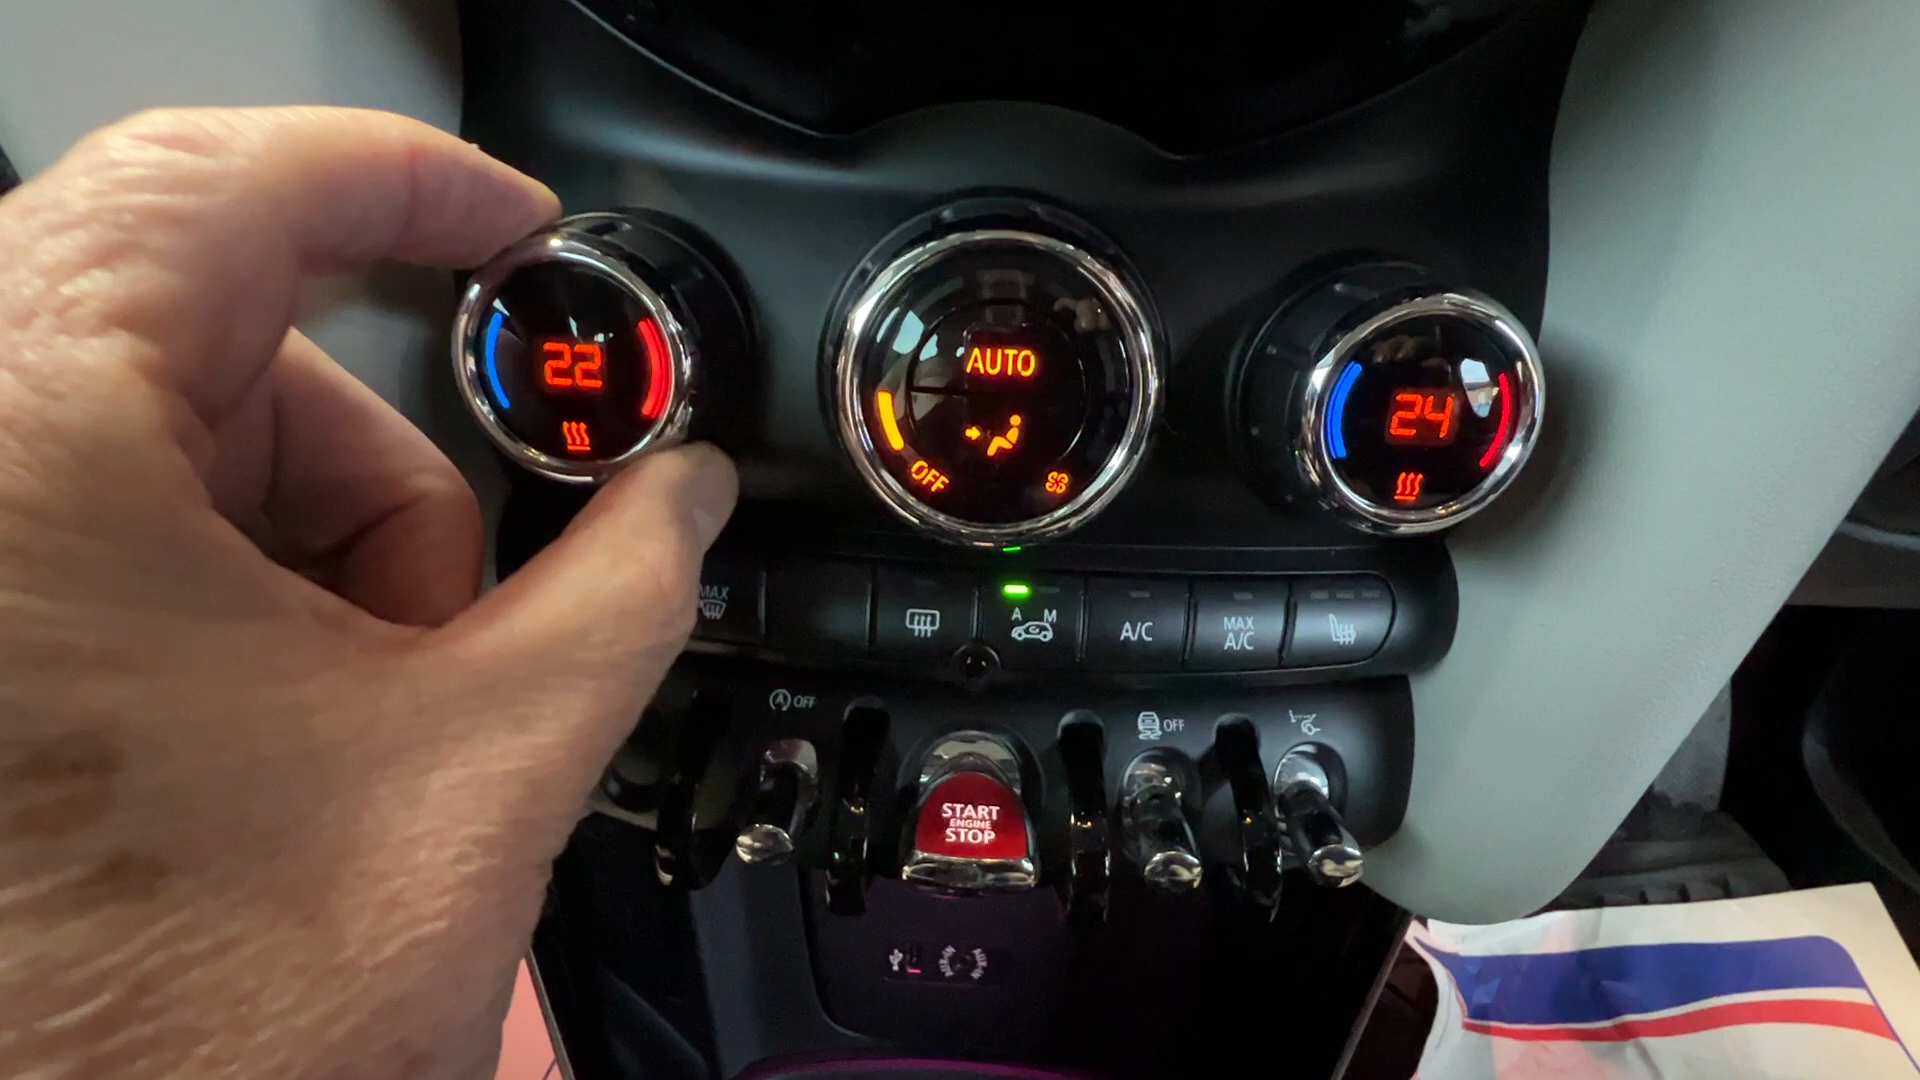 22
AUTO
OFF
24
MAX
A M
A/C
MAX
A/C
OFF
OFF
START
ENGINE
STOP